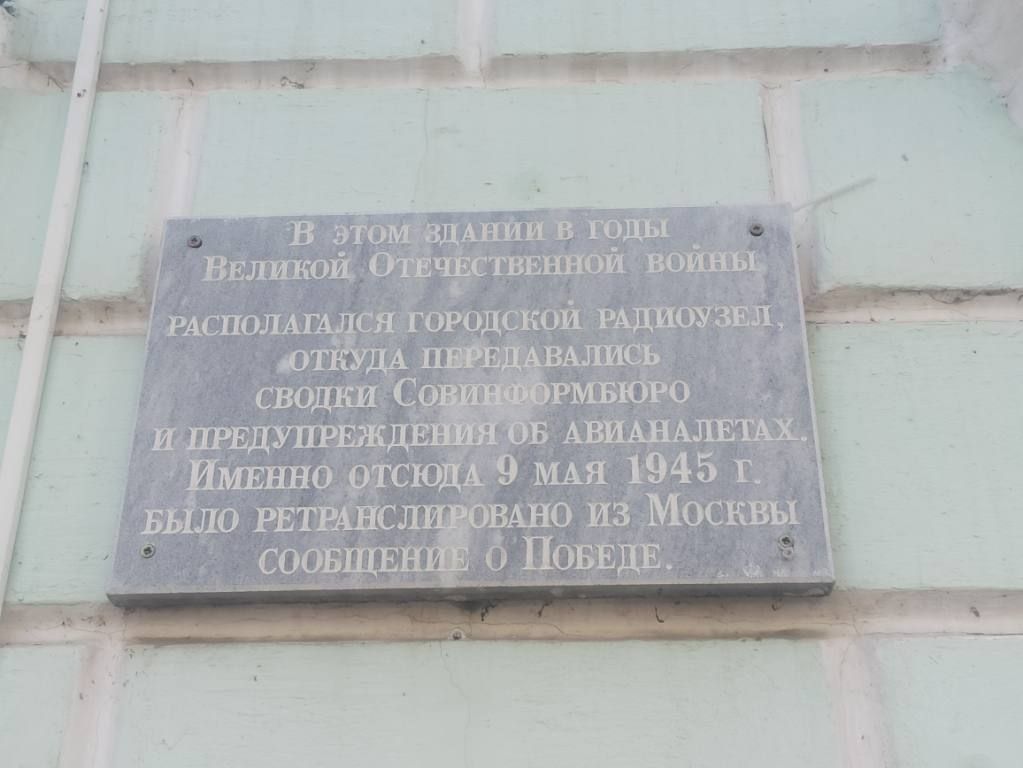 В этом здании в годы
Великой Отечественной войны
располагался городской радиоузел,
откуда передавались
сводки Совинформбюро
и предупреждения об авианалетах.
Именно отсюда 9 мая 1945 г.
было ретранслировано из Москвы
сообщение о Победе.